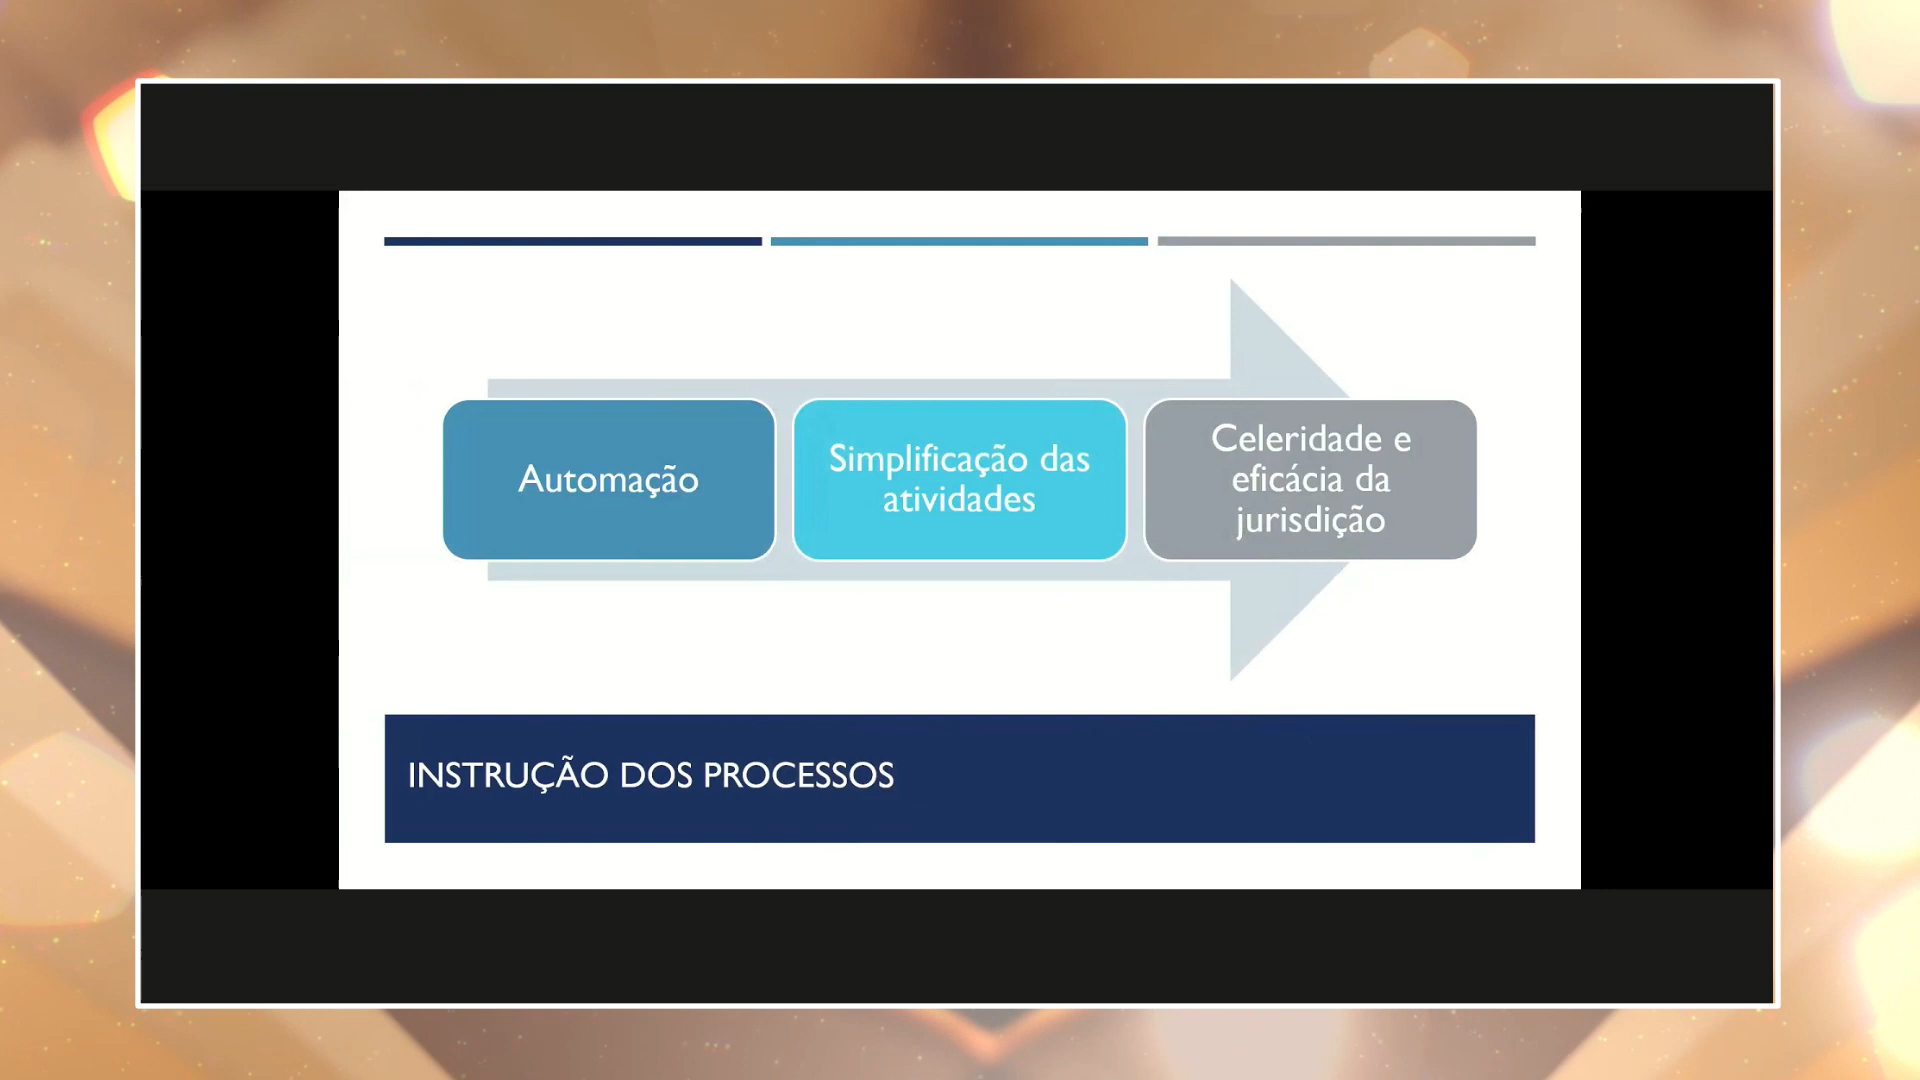 Automação
Simplificação das
atividades
Celeridade e
eficácia da
jurisdição
INSTRUÇÃO DOS PROCESSOS